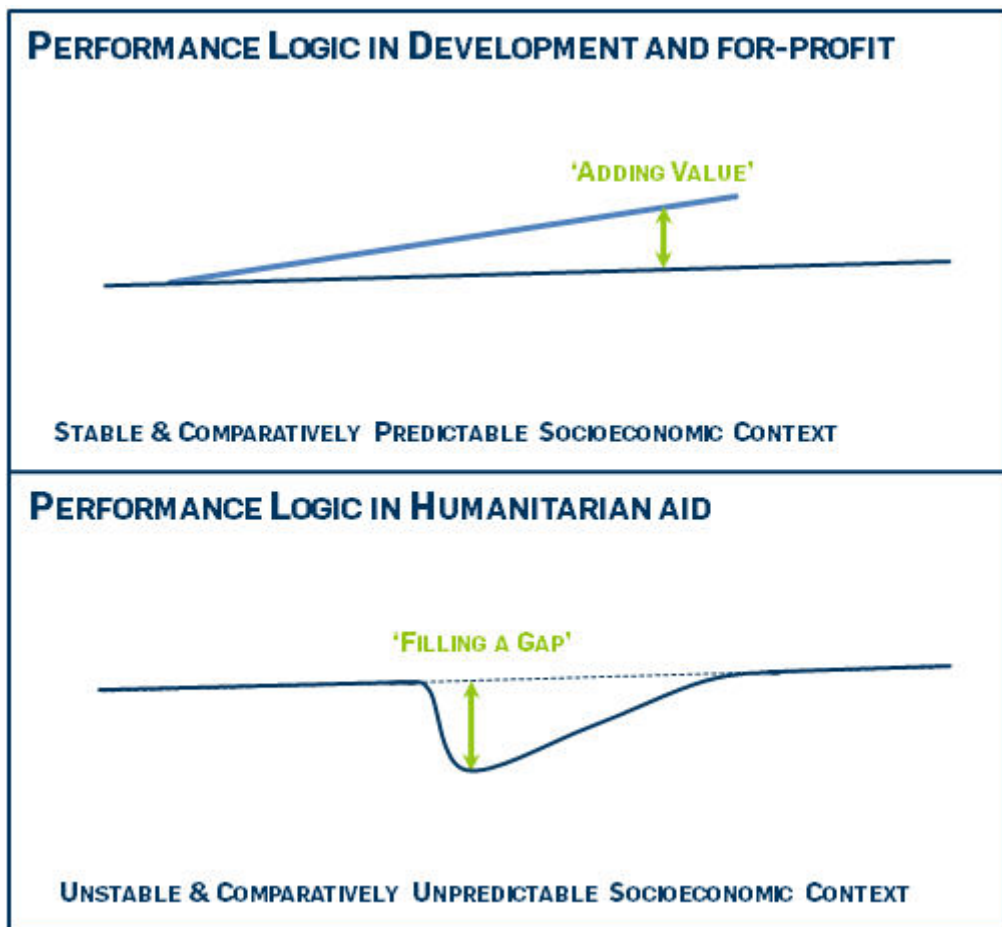 PERFORMANCE LOGIC IN DEVELOPMENT AND FOR-PROFIT
‘ADDING VALUE’
STABLE & COMPARATIVELY PREDICTABLE SOCIOECONOMIC CONTEXT
PERFORMANCE LOGIC IN HUMANITARIAN AID
‘FILLING A GAP’
UNSTABLE & COMPARATIVELY UNPREDICTABLE SOCIOECONOMIC CONTEXT